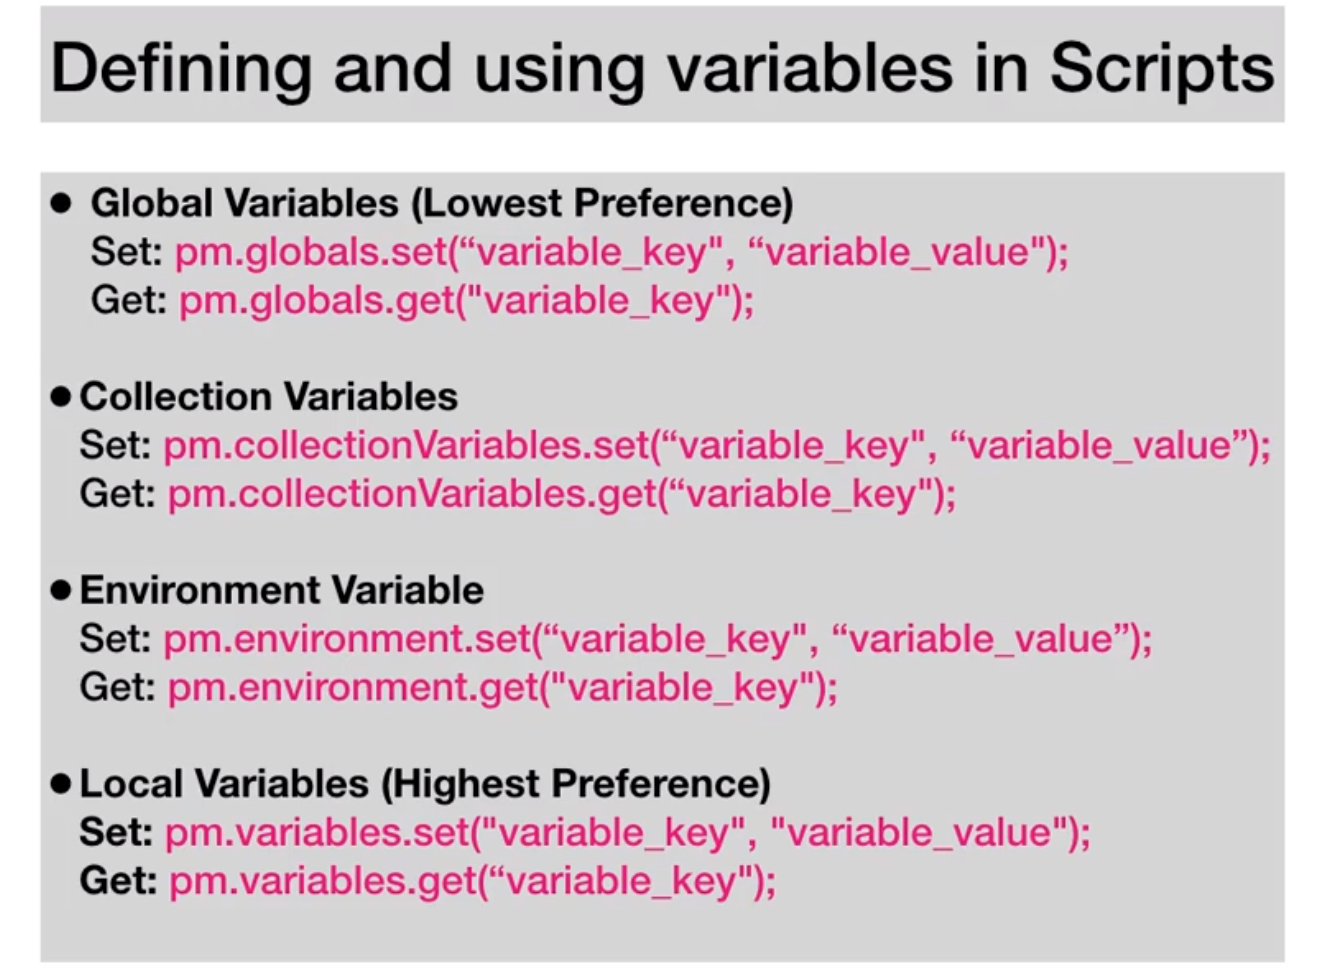 Defining and using variables in Scripts
● Global Variables (Lowest Preference)
Set: pm.globals.set(“variable_key", “variable_value");
Get: pm.globals.get("variable_key");
● Collection Variables
Set: pm.collectionVariables.set(“variable_key", “variable_value”);
Get: pm.collectionVariables.get(“variable_key");
● Environment Variable
Set: pm.environment.set(“variable_key", “variable_value”);
Get: pm.environment.get("variable_key");
● Local Variables (Highest Preference)
Set: pm.variables.set("variable_key", "variable_value");
Get: pm.variables.get(“variable_key");